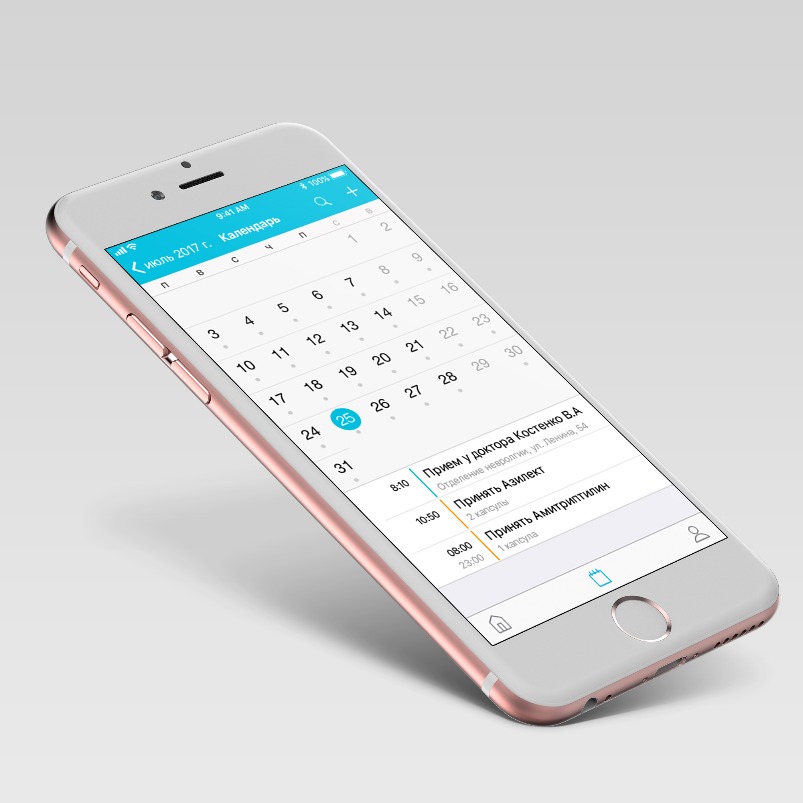 9:41 AM 100%
июль 2017 г. Календарь
П В С Ч П С В
1 2
3 4 5 6 7 8 9
10 11 12 13 14 15 16
17 18 19 20 21 22 23
24 25 26 27 28 29 30
31
8:10 Прием у доктора Костенко В.А
Отделение неврологии, ул. Ленина, 54
10:50 Принять Азилект
2 капсулы
08:00 Принять Амитриптилин
23:00 1 капсула